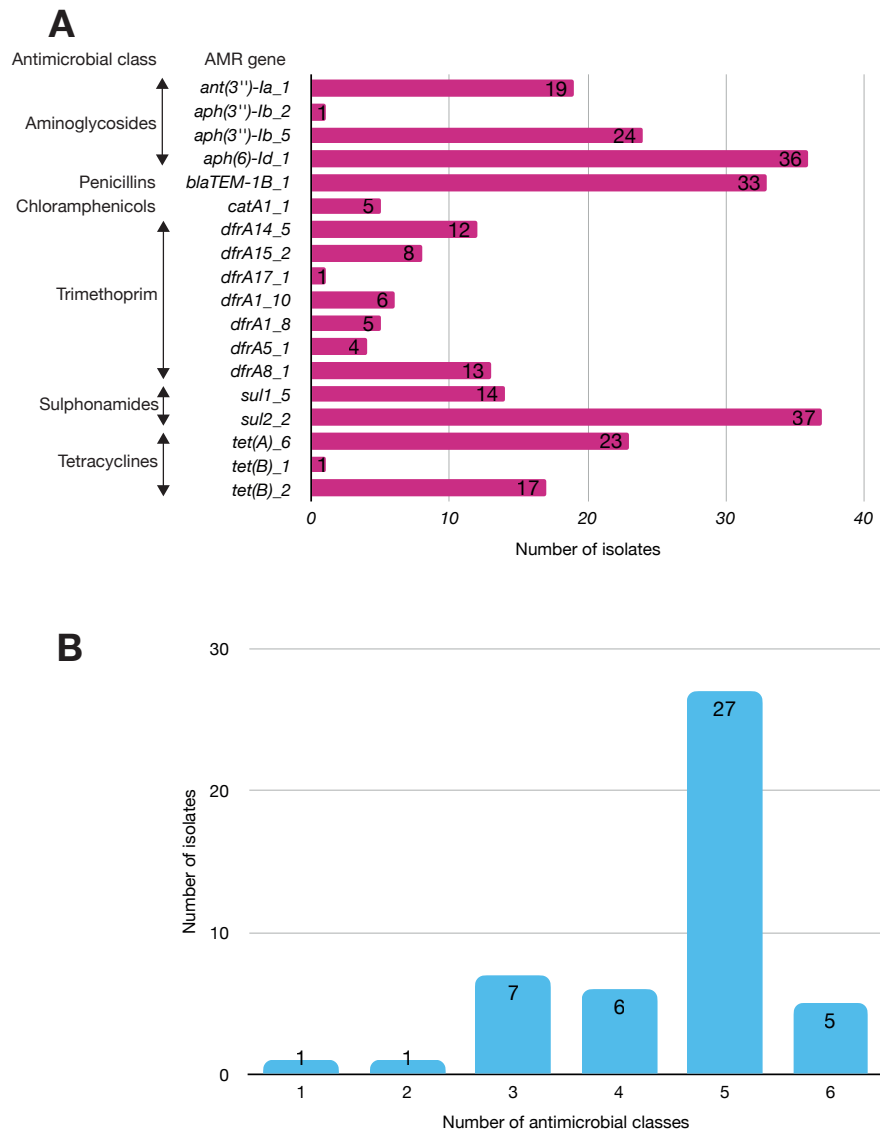 A
Antimicrobial class AMR gene
ant(3'')-Ia_1 19
aph(3'')-Ib_2 1
Aminoglycosides
aph(3'')-Ib_5 24
aph(6)-Id_1 36
Penicillins blaTEM-1B_1 33
Chloramphenicols catA1_1 5
dfrA14_5 12
dfrA15_2 8
dfrA17_1 1
Trimethoprim
dfrA1_10 6
dfrA1_8 5
dfrA5_1 4
dfrA8_1 13
sul1_5 14
Sulphonamides
sul2_2 37
tet(A)_6 23
Tetracyclines
tet(B)_1 1
tet(B)_2 17
0 10 20 30 40
Number of isolates
B
30
20
10
0
Number of isolates
1 1 7 6 27 5
1 2 3 4 5 6
Number of antimicrobial classes